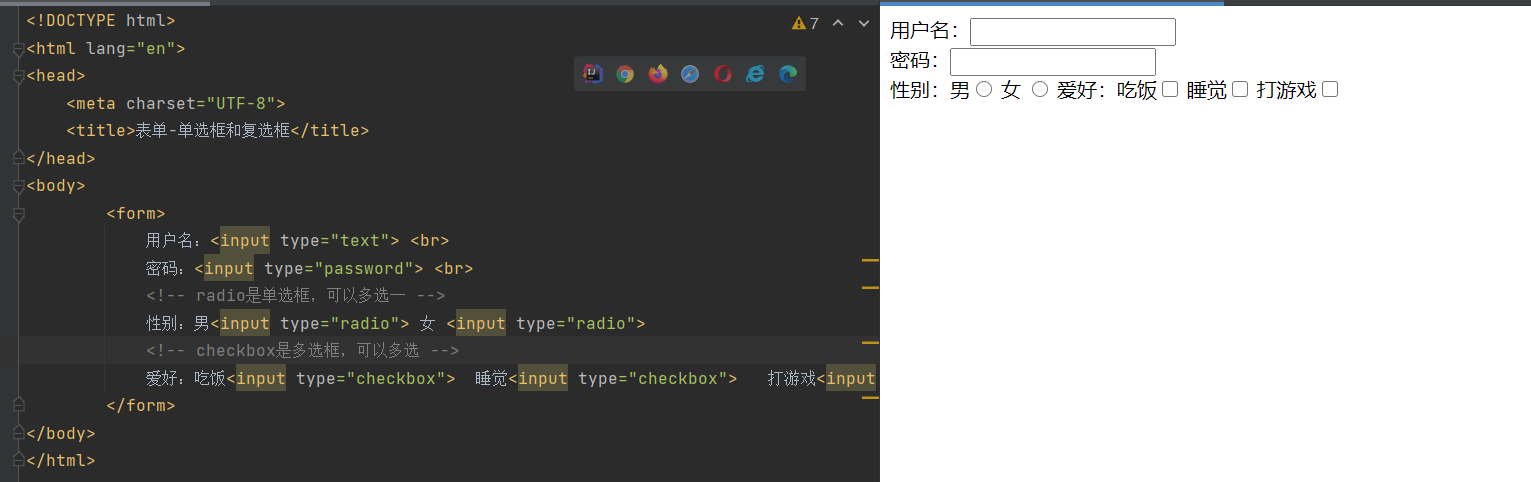 <!DOCTYPE html>
<html lang="en">
<head>
    <meta charset="UTF-8">
    <title>表单-单选框和复选框</title>
</head>
<body>
        <form>
            用户名：<input type="text"> <br>
            密码：<input type="password"> <br>
            <!-- radio是单选框，可以多选一 -->
            性别：男<input type="radio"> 女 <input type="radio">
            <!-- checkbox是多选框，可以多选 -->
            爱好：吃饭<input type="checkbox">  睡觉<input type="checkbox">   打游戏<input
        </form>
</body>
</html>
7
用户名：
密码：
性别：男 女 爱好：吃饭 睡觉 打游戏